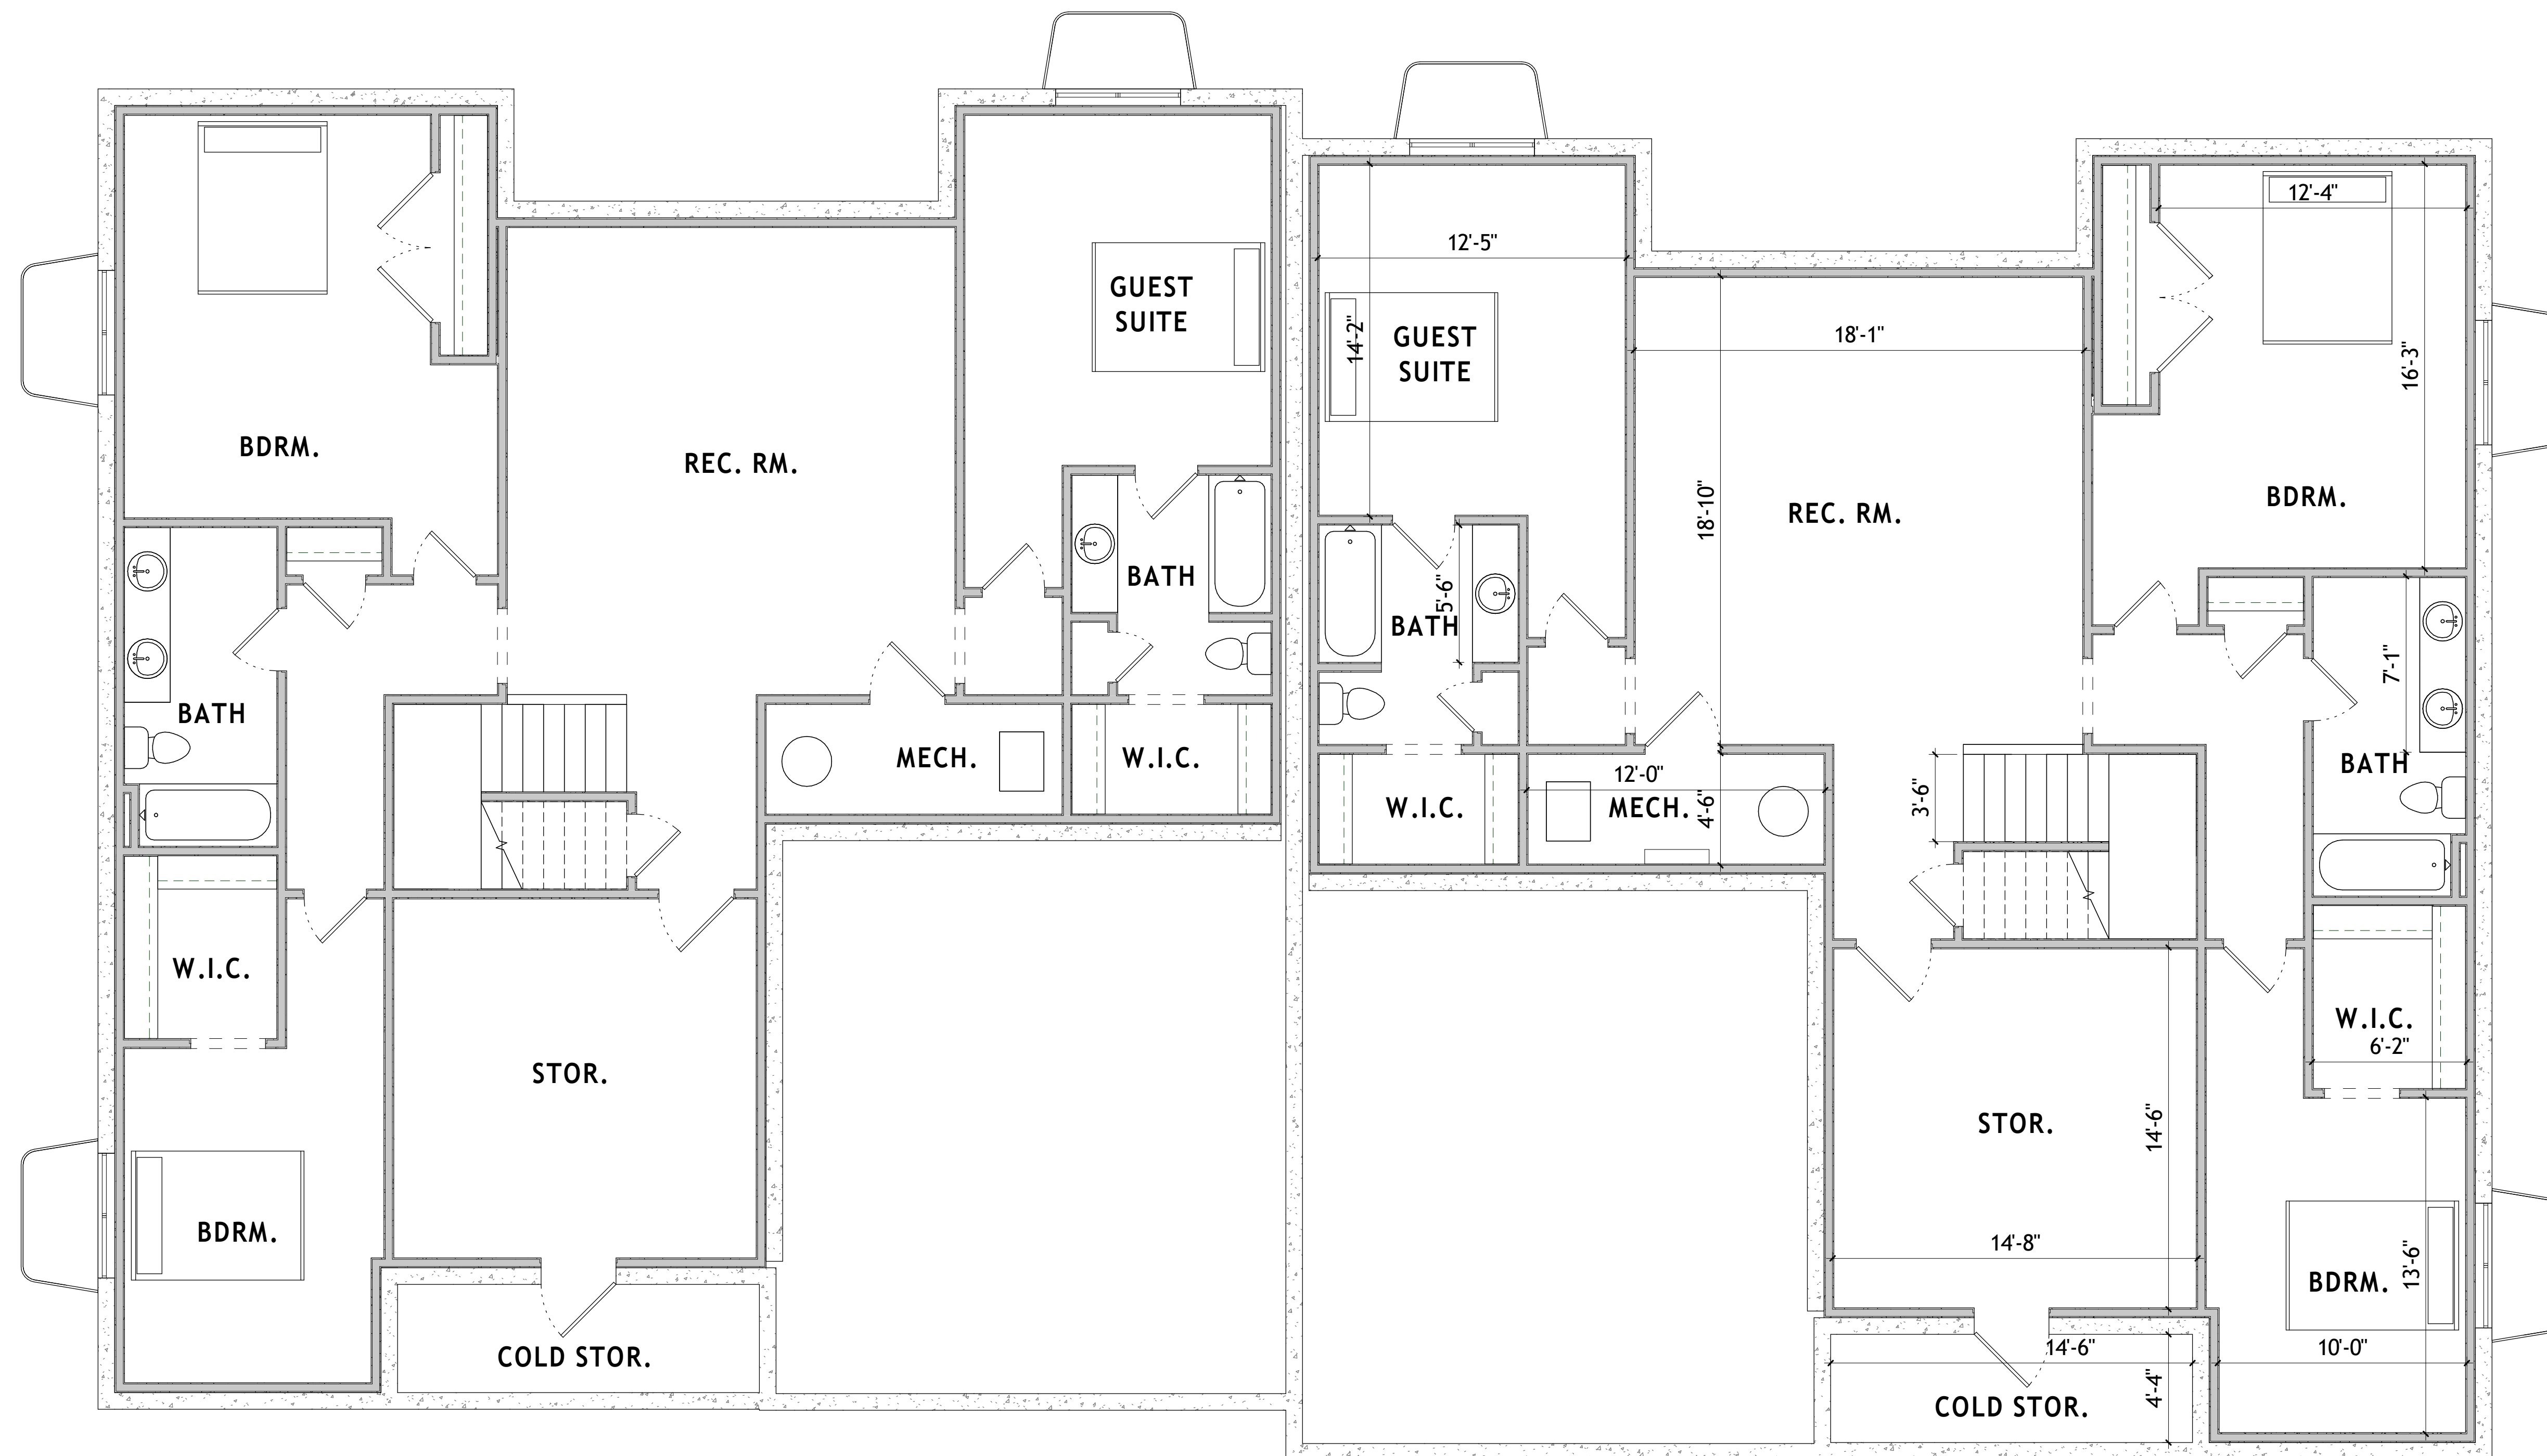 12'-4"
12'-5"
GUEST
SUITE
14'-2"
GUEST
SUITE
18'-1"
16'-3"
BDRM.
REC. RM.
18'-10"
REC. RM.
BDRM.
BATH
5'-6"
BATH
7'-1"
BATH
MECH.
W.I.C.
12'-0"
W.I.C.
MECH.
4'-6"
3'-6"
BATH
W.I.C.
W.I.C.
6'-2"
STOR.
STOR.
14'-6"
BDRM.
14'-8"
BDRM.
13'-6"
COLD STOR.
14'-6"
10'-0"
COLD STOR.
4'-4"